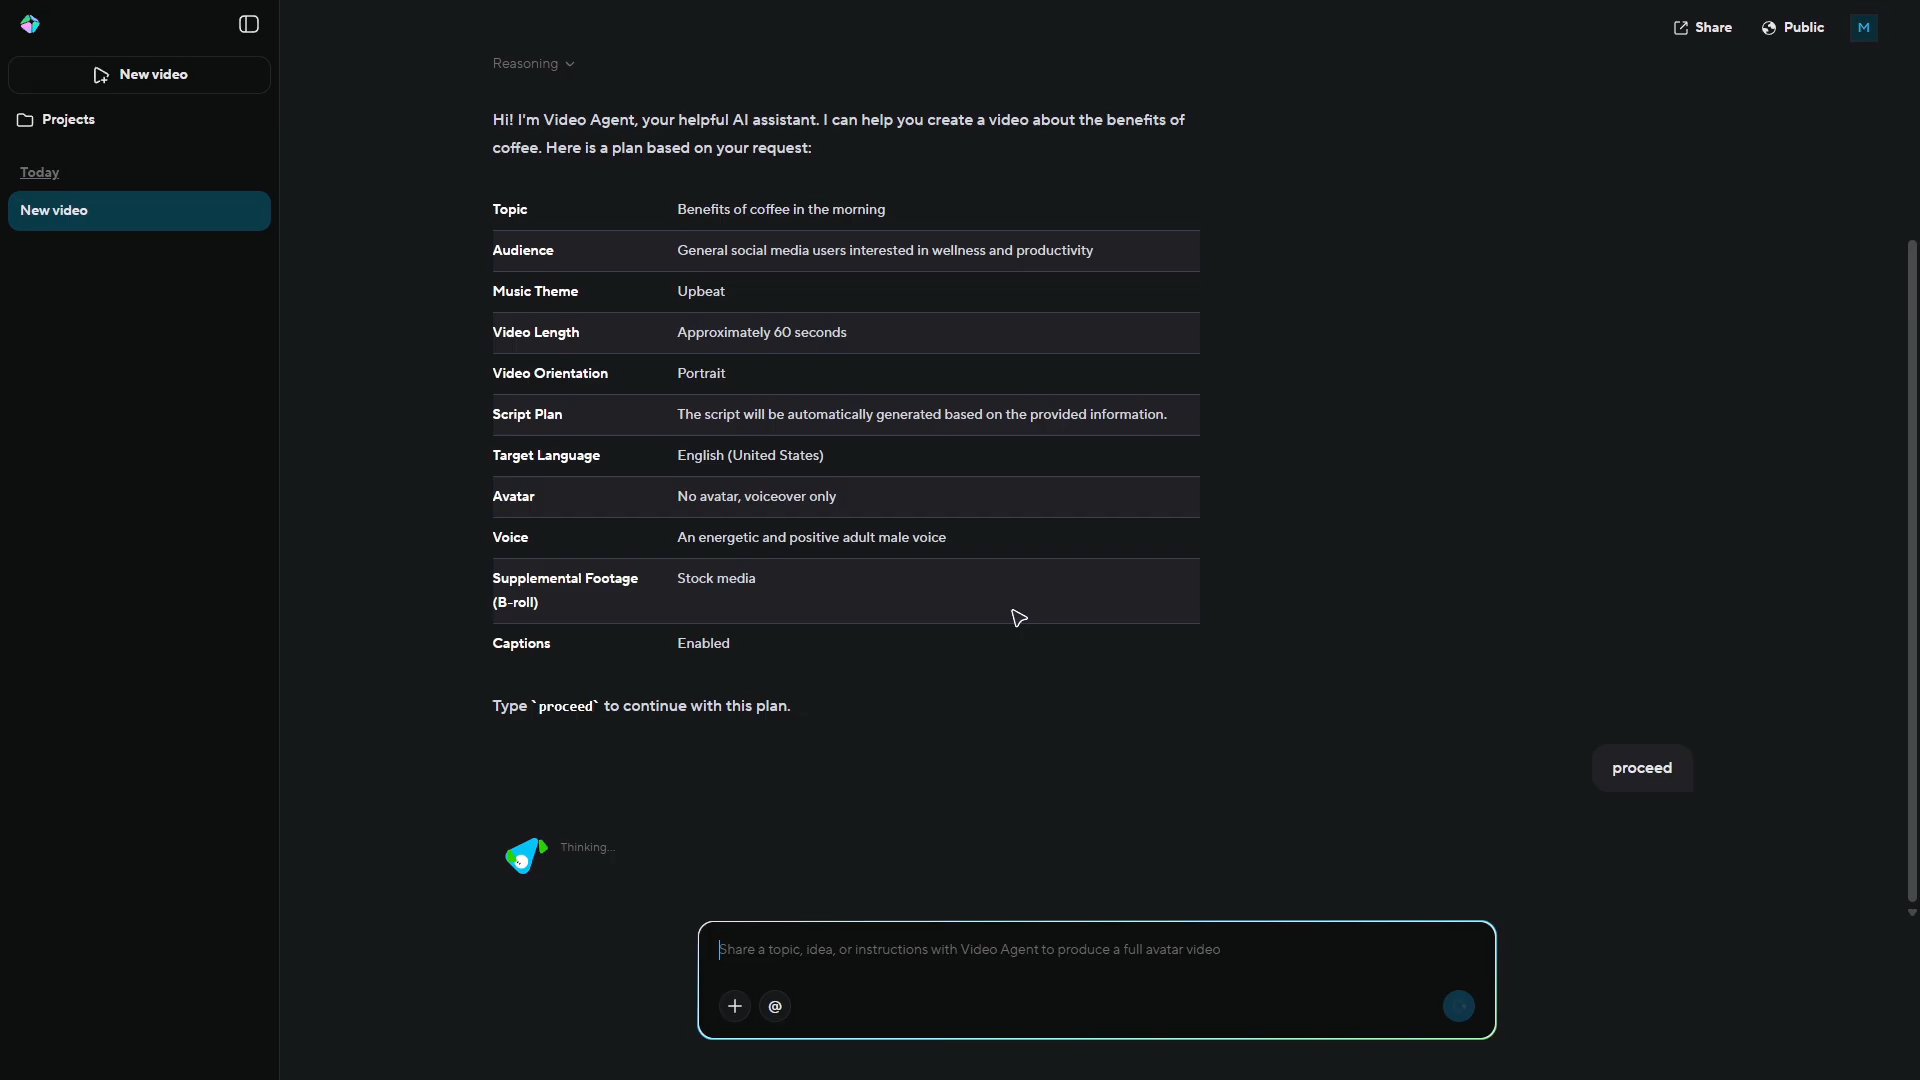 New video
Projects
Today
New video
Share
Public
M
Reasoning
Hi! I'm Video Agent, your helpful AI assistant. I can help you create a video about the benefits of
coffee. Here is a plan based on your request:
Topic Benefits of coffee in the morning
Audience General social media users interested in wellness and productivity
Music Theme Upbeat
Video Length Approximately 60 seconds
Video Orientation Portrait
Script Plan The script will be automatically generated based on the provided information.
Target Language English (United States)
Avatar No avatar, voiceover only
Voice An energetic and positive adult male voice
Supplemental Footage Stock media
(B-roll)
Captions Enabled
Type `proceed` to continue with this plan.
proceed
Thinking...
Share a topic, idea, or instructions with Video Agent to produce a full avatar video
@